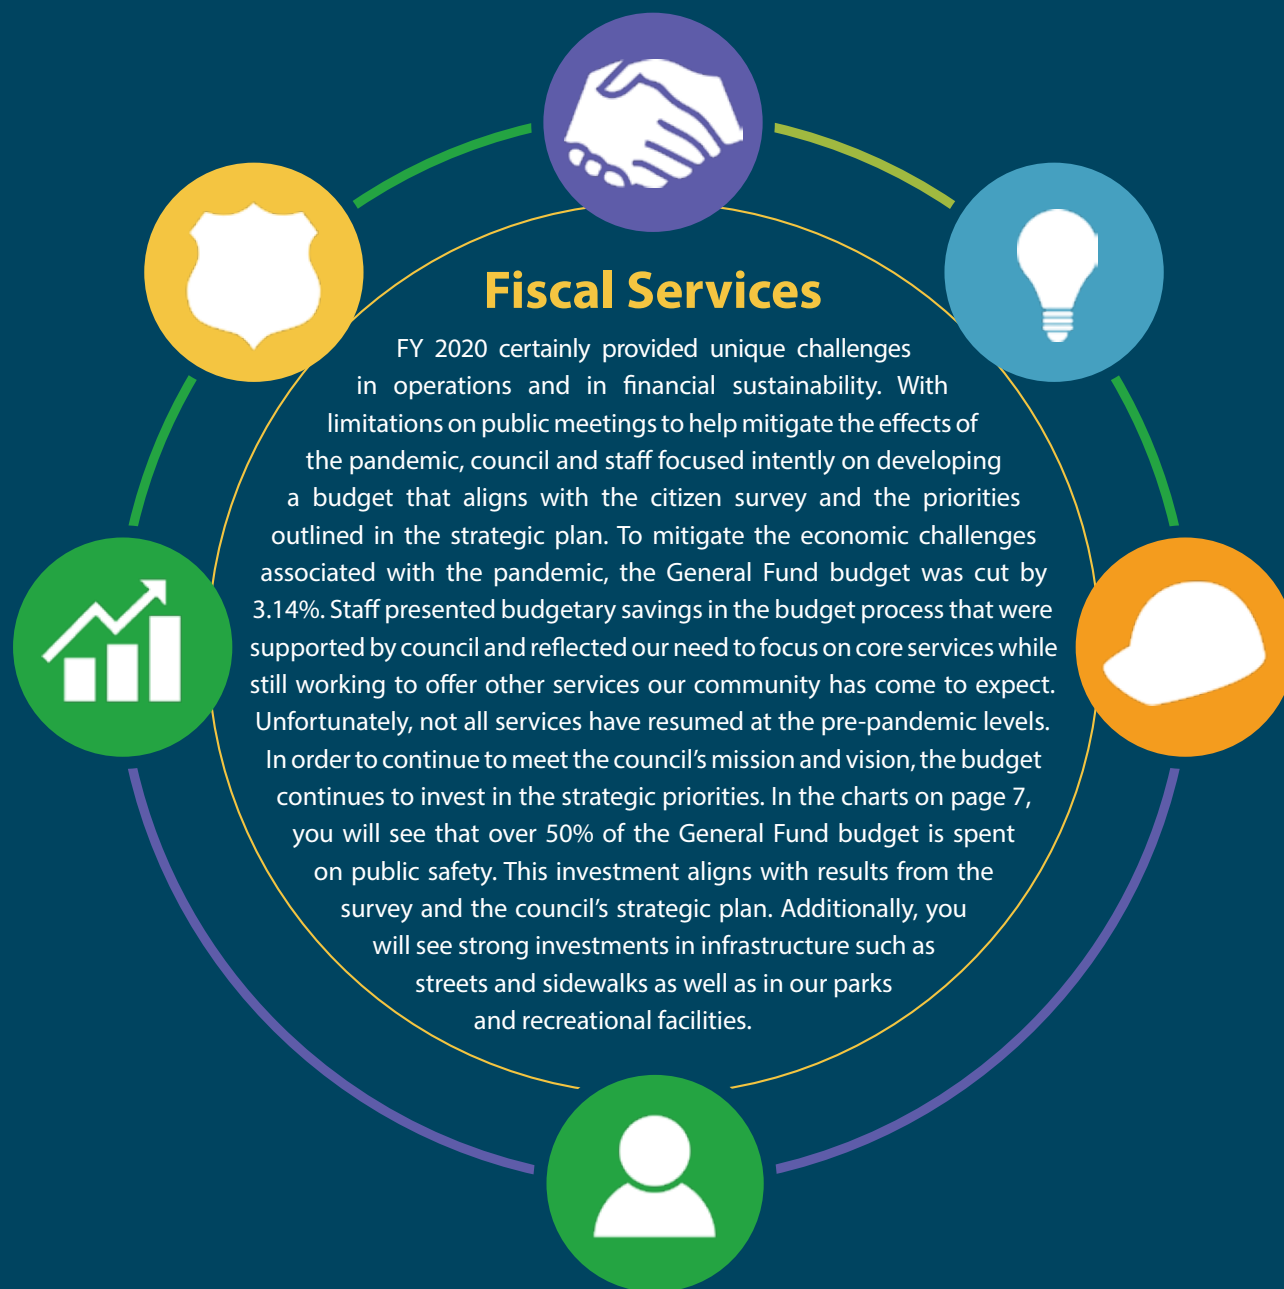 Fiscal Services
FY 2020 certainly provided unique challenges
in operations and in financial sustainability. With
limitations on public meetings to help mitigate the effects of
the pandemic, council and staff focused intently on developing
a budget that aligns with the citizen survey and the priorities
outlined in the strategic plan. To mitigate the economic challenges
associated with the pandemic, the General Fund budget was cut by
3.14%. Staff presented budgetary savings in the budget process that were
supported by council and reflected our need to focus on core services while
still working to offer other services our community has come to expect.
Unfortunately, not all services have resumed at the pre-pandemic levels.
In order to continue to meet the council’s mission and vision, the budget
continues to invest in the strategic priorities. In the charts on page 7,
you will see that over 50% of the General Fund budget is spent
on public safety. This investment aligns with results from the
survey and the council’s strategic plan. Additionally, you
will see strong investments in infrastructure such as
streets and sidewalks as well as in our parks
and recreational facilities.